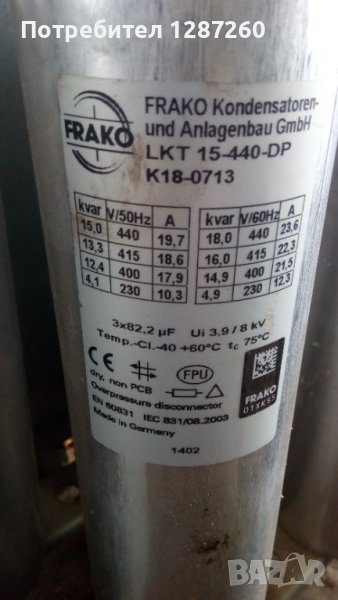 Потребител 1287260
FRAKO
FRAKO Kondensatoren-
und Anlagenbau GmbH
LKT 15-440-DP
K18-0713
kvar V/50Hz A
15,0 440 19,7
13,3 415 18,6
12,4 400 17,9
4,1 230 10,3
kvar V/60Hz A
18,0 440 23,6
16,0 415 22,3
14,9 400 21,5
4,9 230 12,3
3x82,2 µF Ui 3,9 / 8 kV
Temp.-Cl.-40 +60°C tc 75°C
CE FPU
dry, non PCB
Overpressure disconnector
EN 60831 IEC 831/08.2003
Made in Germany
1402
FRAKO
BAZAR
bg